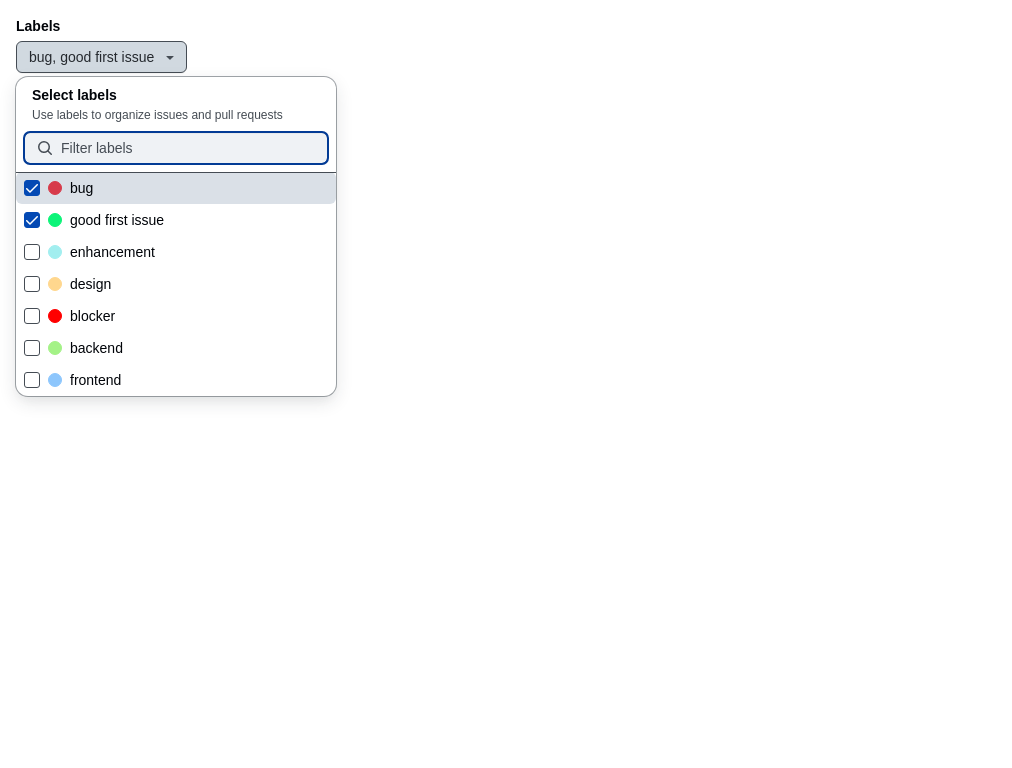 Labels
bug, good first issue
Select labels
Use labels to organize issues and pull requests
Filter labels
bug
good first issue
enhancement
design
blocker
backend
frontend